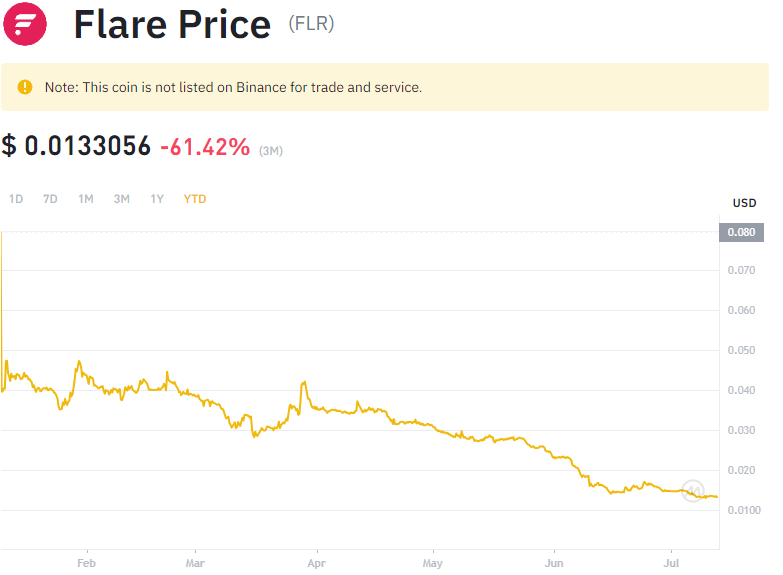 Flare Price (FLR)
Note: This coin is not listed on Binance for trade and service.
$ 0.0133056 -61.42% (3M)
1D 7D 1M 3M 1Y YTD
USD
0.080
0.070
0.060
0.050
0.040
0.030
0.020
0.0100
Feb Mar Apr May Jun Jul